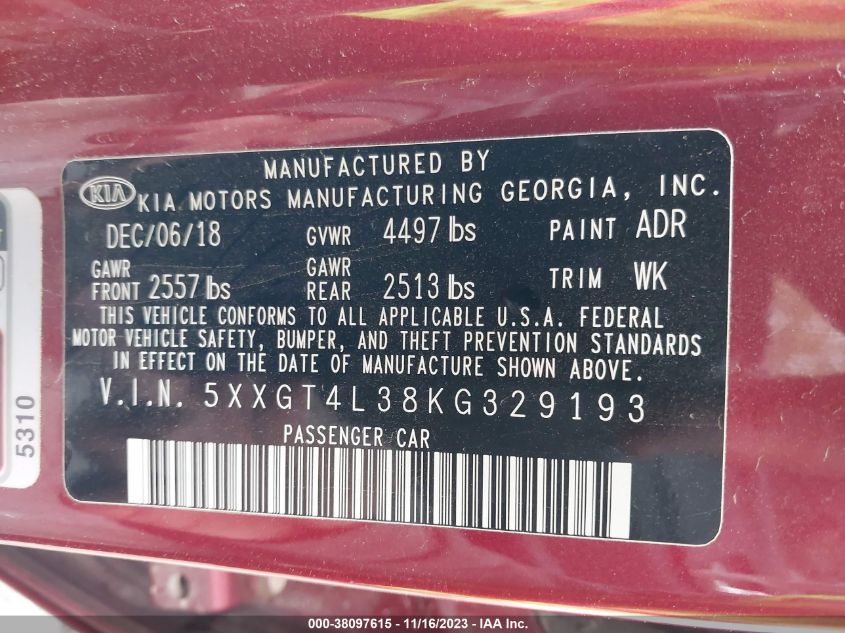 MANUFACTURED BY
KIA KIA MOTORS MANUFACTURING GEORGIA, INC.
DEC/06/18 GVWR 4497 lbs PAINT ADR
GAWR FRONT 2557 lbs GAWR REAR 2513 lbs TRIM WK
THIS VEHICLE CONFORMS TO ALL APPLICABLE U.S.A. FEDERAL
MOTOR VEHICLE SAFETY, BUMPER, AND THEFT PREVENTION STANDARDS
IN EFFECT ON THE DATE OF MANUFACTURE SHOWN ABOVE.
V.I.N. 5XXGT4L38KG329193
PASSENGER CAR
5310
000-38097615 - 11/16/2023 - IAA Inc.